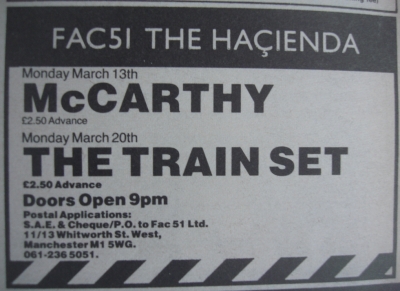 FAC51 THE HAÇIENDA
Monday March 13th
McCARTHY
£2.50 Advance
Monday March 20th
THE TRAIN SET
£2.50 Advance
Doors Open 9pm
Postal Applications:
S.A.E. & Cheque/P.O. to Fac 51 Ltd.
11/13 Whitworth St. West,
Manchester M1 5WG.
061-236 5051.